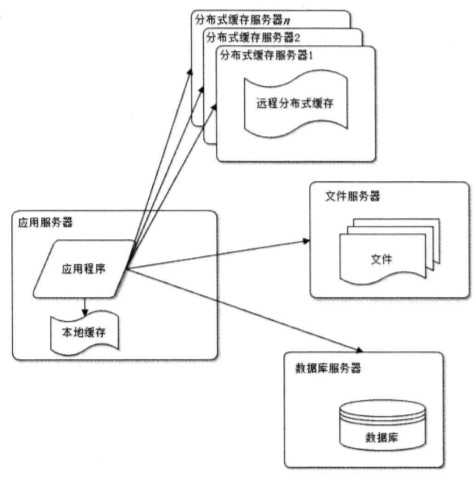 分布式缓存服务器n
分布式缓存服务器2
分布式缓存服务器1
远程分布式缓存
文件服务器
文件
应用服务器
应用程序
本地缓存
数据库服务器
数据库